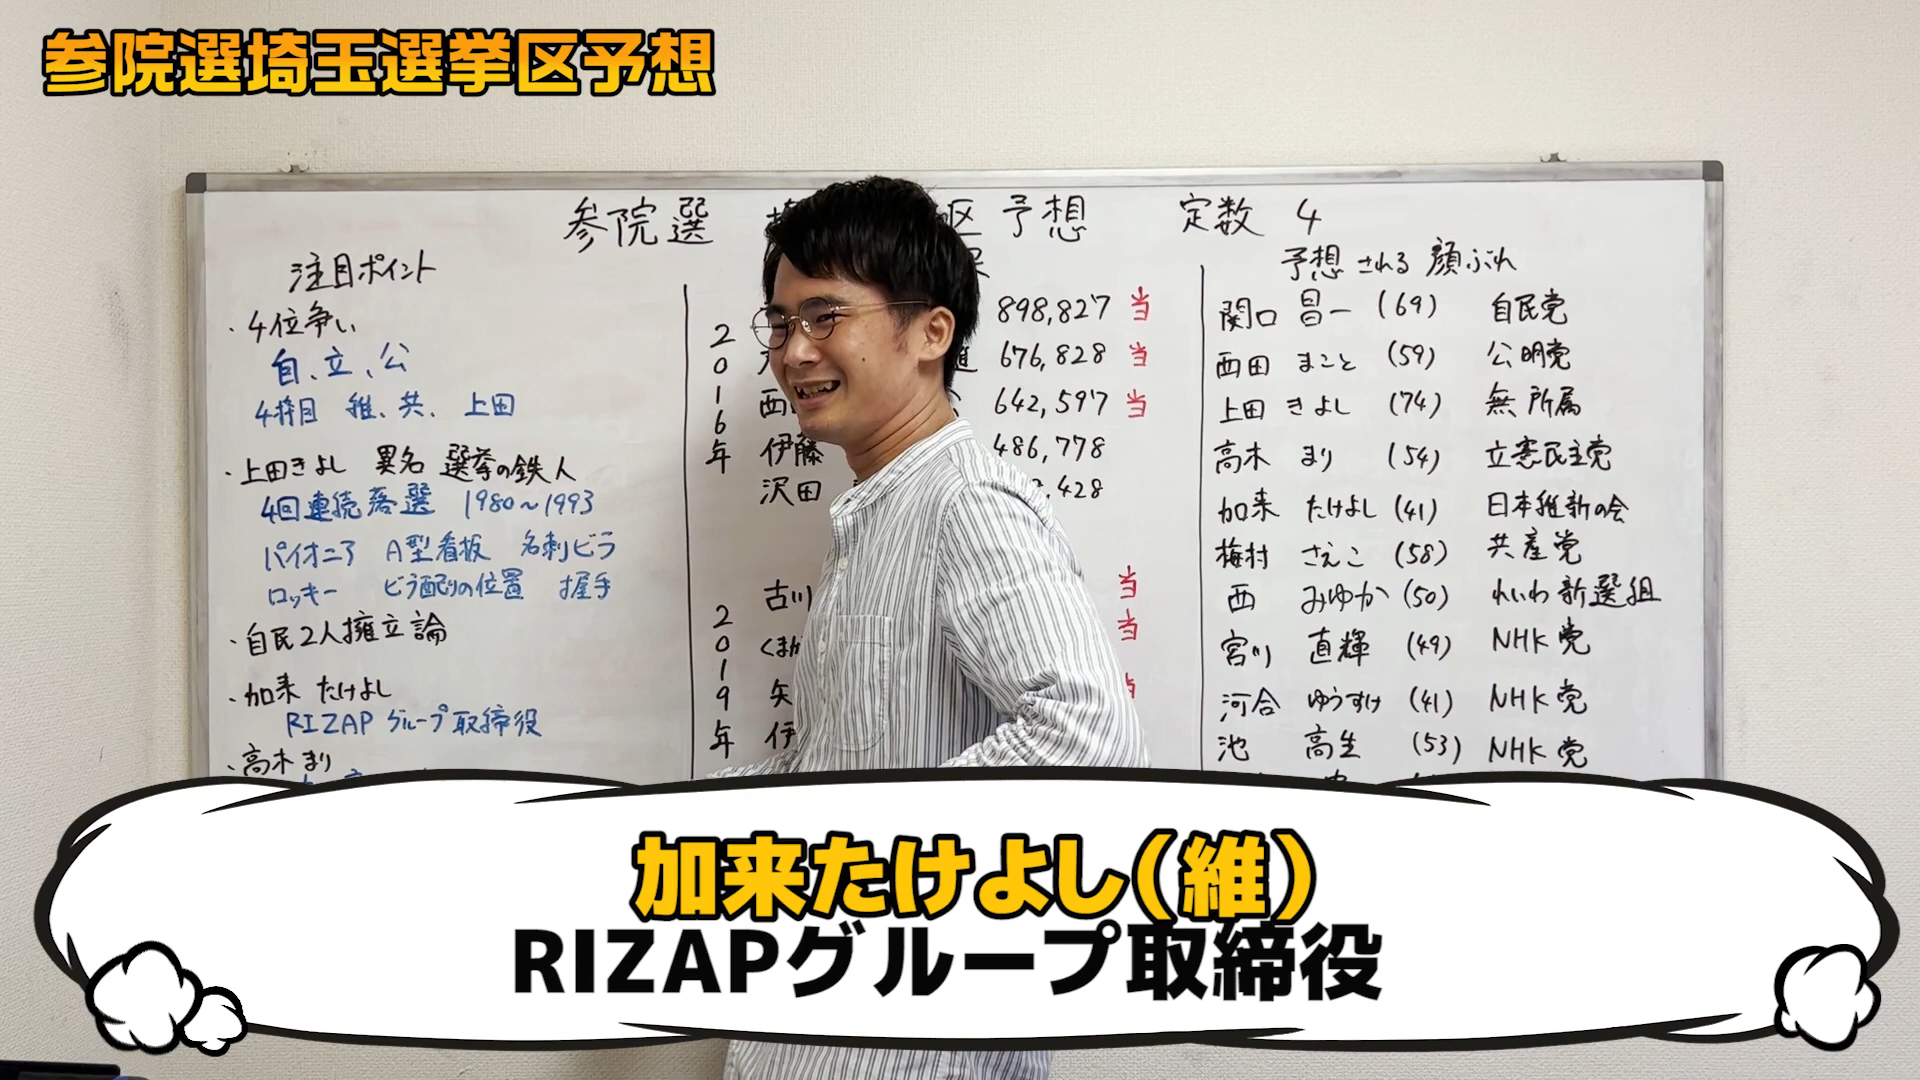 参院選埼玉選挙区予想
参院選 区予想 定数 4
注目ポイント
・4位争い
自、立、公
4番目 維、共、上田
・上田きよし 異名 選挙の鉄人
4回連続落選 1980~1993
パイオニア A型看板 名刺ビラ
ロッキー ビラ配りの位置 握手
・自民2人擁立論
・加来 たけよし
RIZAP グループ取締役
・高木まり
2016年
898,827 当
676,828 当
西 642,597 当
伊藤 486,778
沢田 ,428
2019年
古川 当
くまが 当
矢 当
伊
予想される顔ぶれ
関口 昌一 (69) 自民党
西田 まこと (59) 公明党
上田 きよし (74) 無所属
高木 まり (54) 立憲民主党
加来 たけよし (41) 日本維新の会
梅村 さえこ (58) 共産党
西 みゆか (50) れいわ新選組
宮川 直輝 (49) NHK党
河合 ゆうすけ (41) NHK党
池 高生 (53) NHK党
加来たけよし(維)
RIZAPグループ取締役